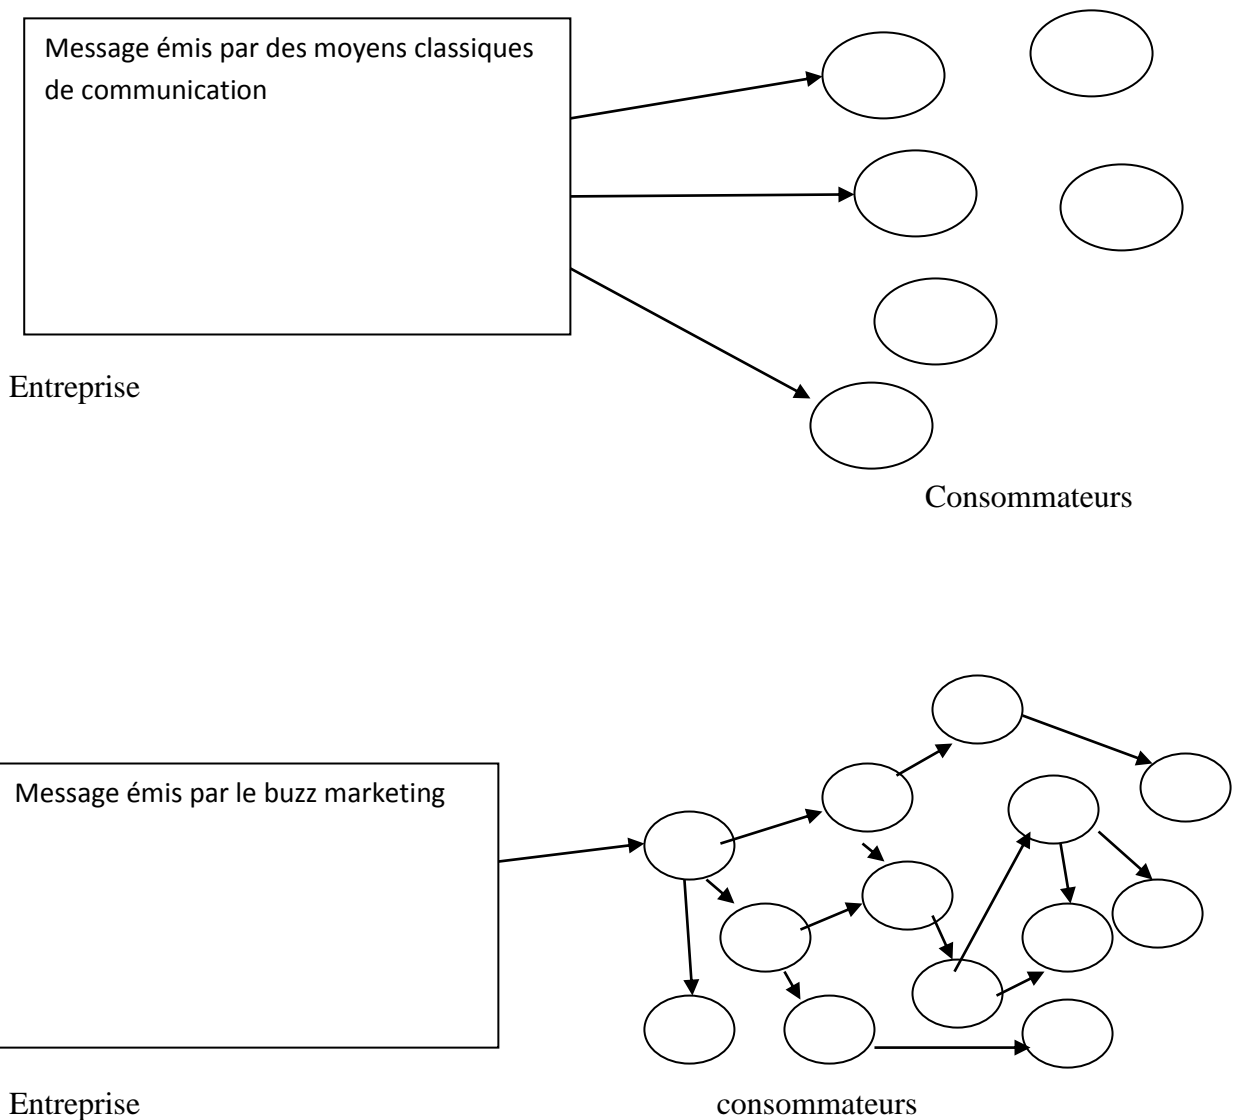 Message émis par des moyens classiques
de communication
Entreprise
Consommateurs
Message émis par le buzz marketing
Entreprise
consommateurs